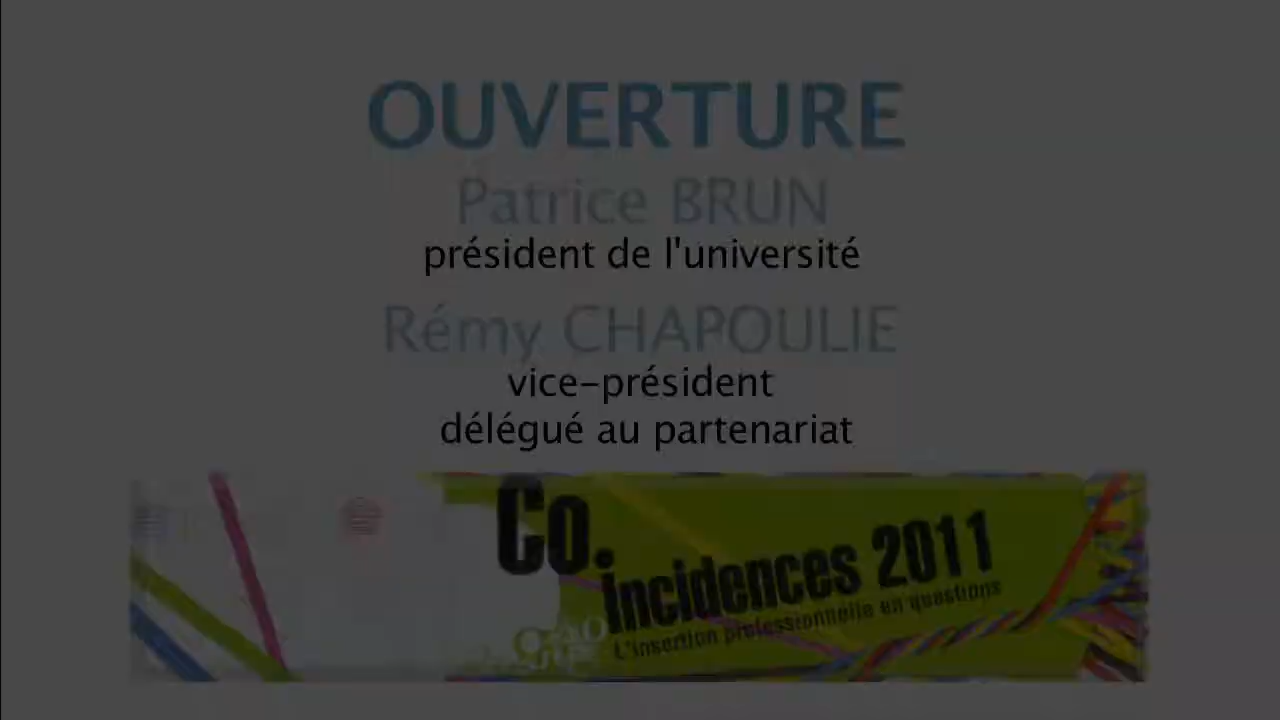 OUVERTURE
Patrice BRUN
président de l'université
Rémy CHAPOULIE
vice-président
délégué au partenariat
Co.
incidences 2011
L'insertion professionnelle en questions